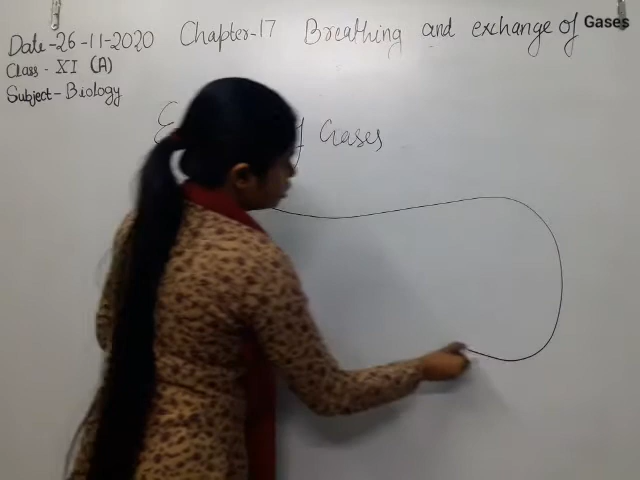 Date-26-11-2020 Chapter-17 Breathing and exchange of Gases
Class - XI (A)
Subject-Biology
Gases